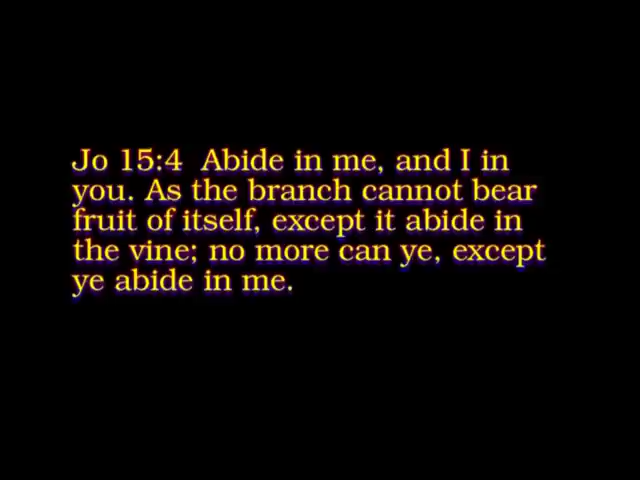 Jo 15:4  Abide in me, and I in
you. As the branch cannot bear
fruit of itself, except it abide in
the vine; no more can ye, except
ye abide in me.